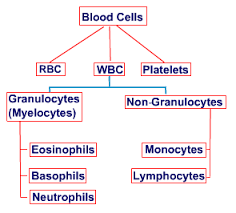 Blood Cells
RBC
WBC
Platelets
Granulocytes
(Myelocytes)
Non-Granulocytes
Eosinophils
Monocytes
Basophils
Lymphocytes
Neutrophils